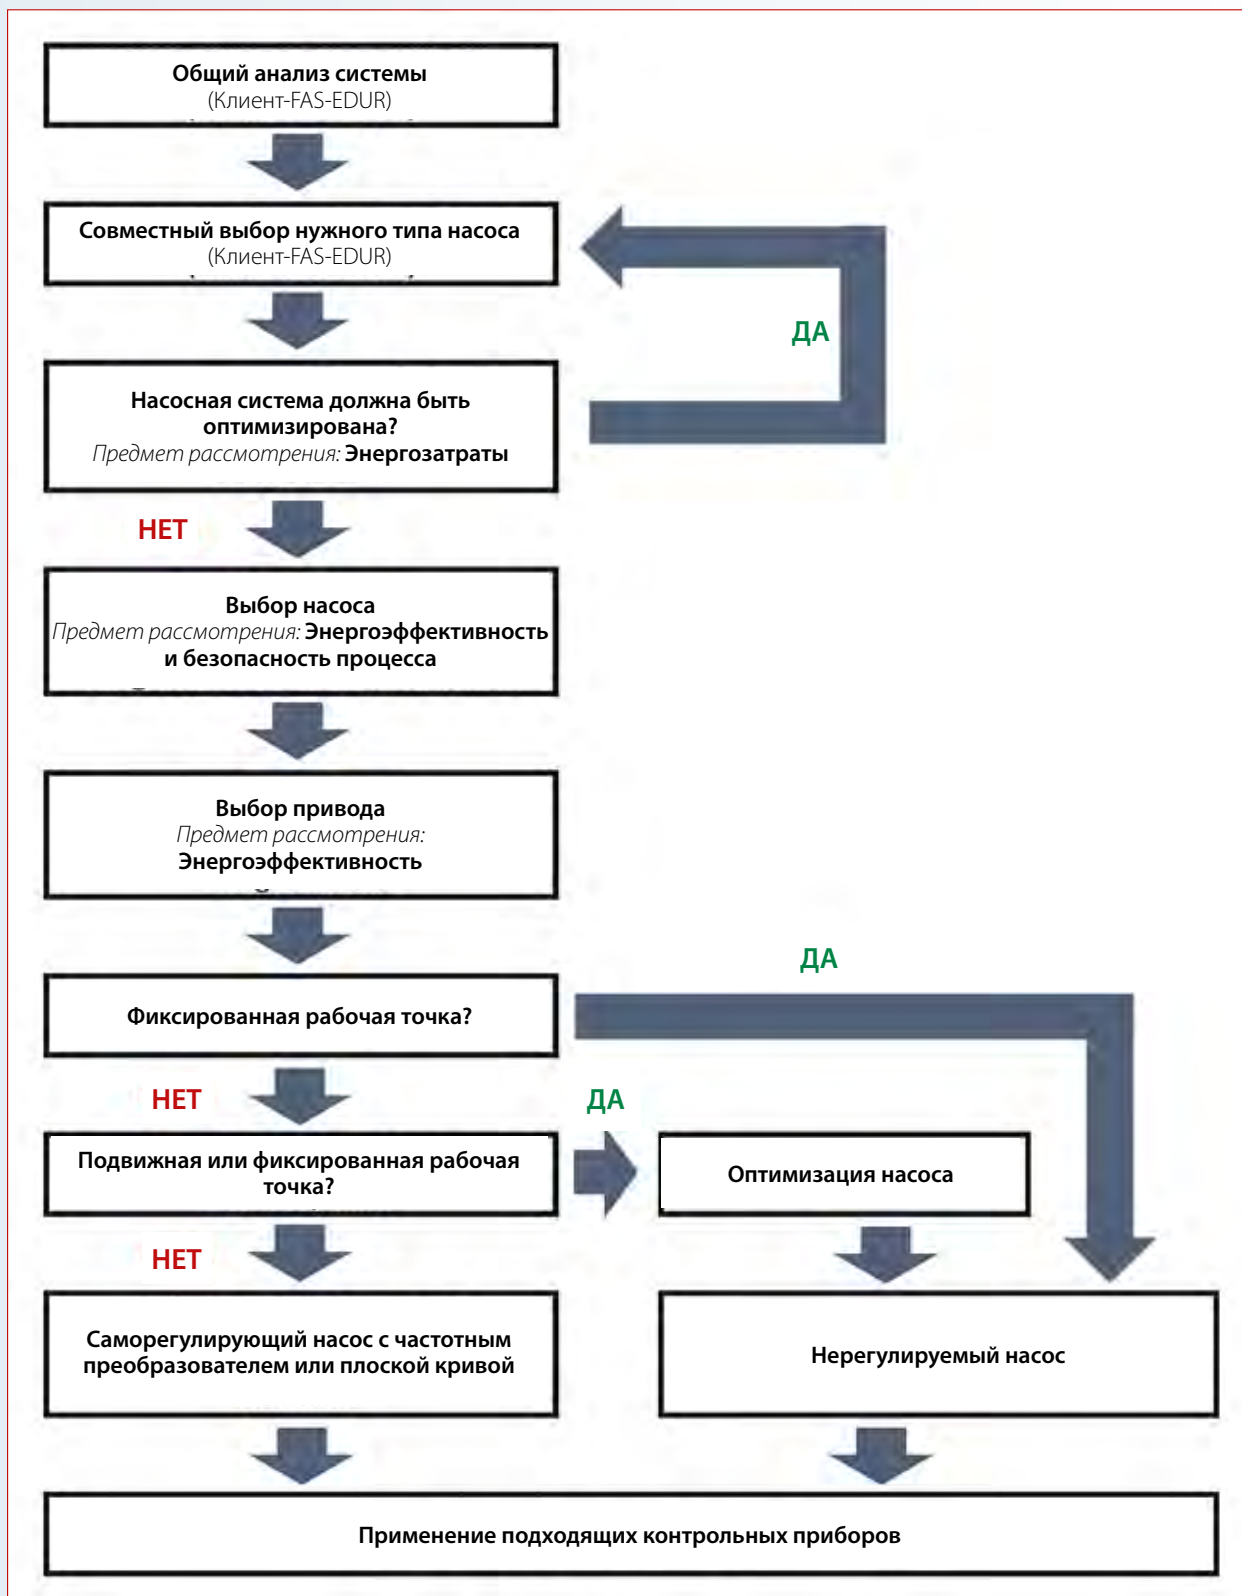 Общий анализ системы
(Клиент-FAS-EDUR)
Совместный выбор нужного типа насоса
(Клиент-FAS-EDUR)
ДА
Насосная система должна быть
оптимизирована?
Предмет рассмотрения: Энергозатраты
НЕТ
Выбор насоса
Предмет рассмотрения: Энергоэффективность
и безопасность процесса
Выбор привода
Предмет рассмотрения:
Энергоэффективность
ДА
Фиксированная рабочая точка?
НЕТ
ДА
Подвижная или фиксированная рабочая
точка?
Оптимизация насоса
НЕТ
Саморегулирующий насос с частотным
преобразователем или плоской кривой
Нерегулируемый насос
Применение подходящих контрольных приборов